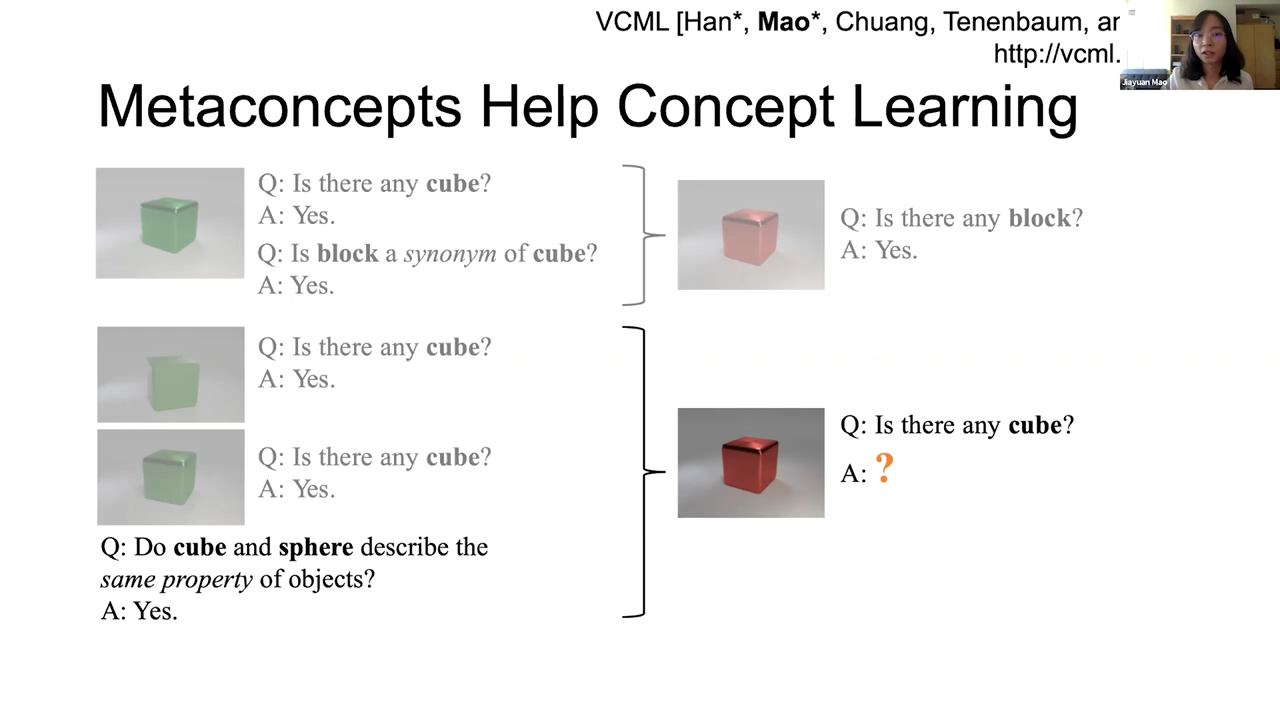 VCML [Han*, Mao*, Chuang, Tenenbaum,
http://vcml.
Jiayuan Mao
Metaconcepts Help Concept Learning
Q: Is there any cube?
A: Yes.
Q: Is block a synonym of cube?
A: Yes.
Q: Is there any block?
A: Yes.
Q: Is there any cube?
A: Yes.
Q: Is there any cube?
A: Yes.
Q: Do cube and sphere describe the
same property of objects?
A: Yes.
Q: Is there any cube?
A: ?